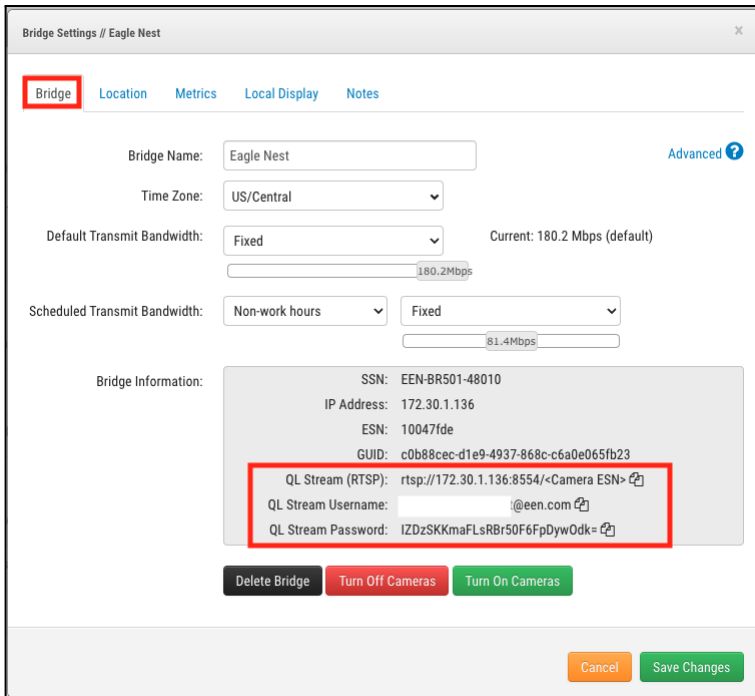 Bridge Settings // Eagle Nest ×
Bridge Location Metrics Local Display Notes
Bridge Name: Eagle Nest Advanced ?
Time Zone: US/Central
Default Transmit Bandwidth: Fixed Current: 180.2 Mbps (default)
180.2Mbps
Scheduled Transmit Bandwidth: Non-work hours Fixed
81.4Mbps
Bridge Information: SSN: EEN-BR501-48010
IP Address: 172.30.1.136
ESN: 10047fde
GUID: c0b88cec-d1e9-4937-868c-c6a0e065fb23
QL Stream (RTSP): rtsp://172.30.1.136:8554/<Camera ESN>
QL Stream Username: @een.com
QL Stream Password: IZDzSKKmaFLsRBr50F6FpDywOdk=
Delete Bridge Turn Off Cameras Turn On Cameras
Cancel Save Changes